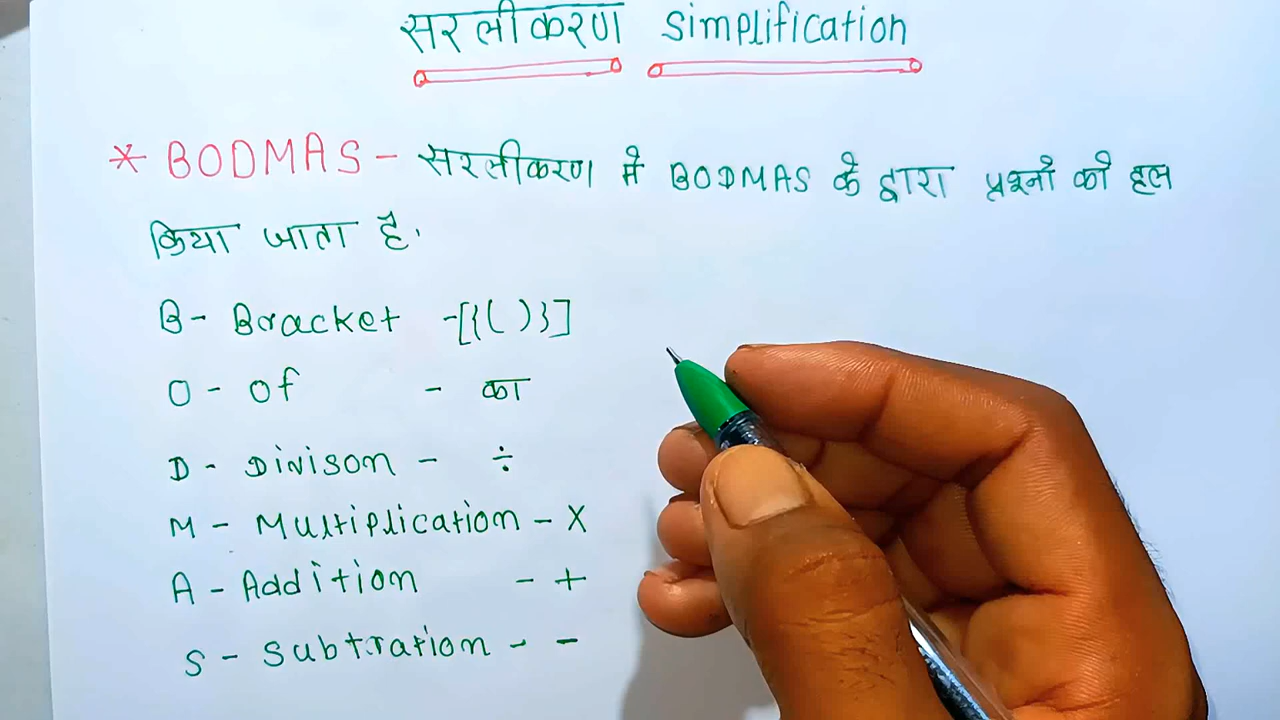 सरलीकरण simplification
* BODMAS - सरलीकरण में BODMAS के द्वारा प्रश्नो को हल
किया जाता है.
B- Bracket -[{()}]
O - of - का
D - Divison - ÷
M - Multiplication - X
A - Addition - +
S - Subtration - -